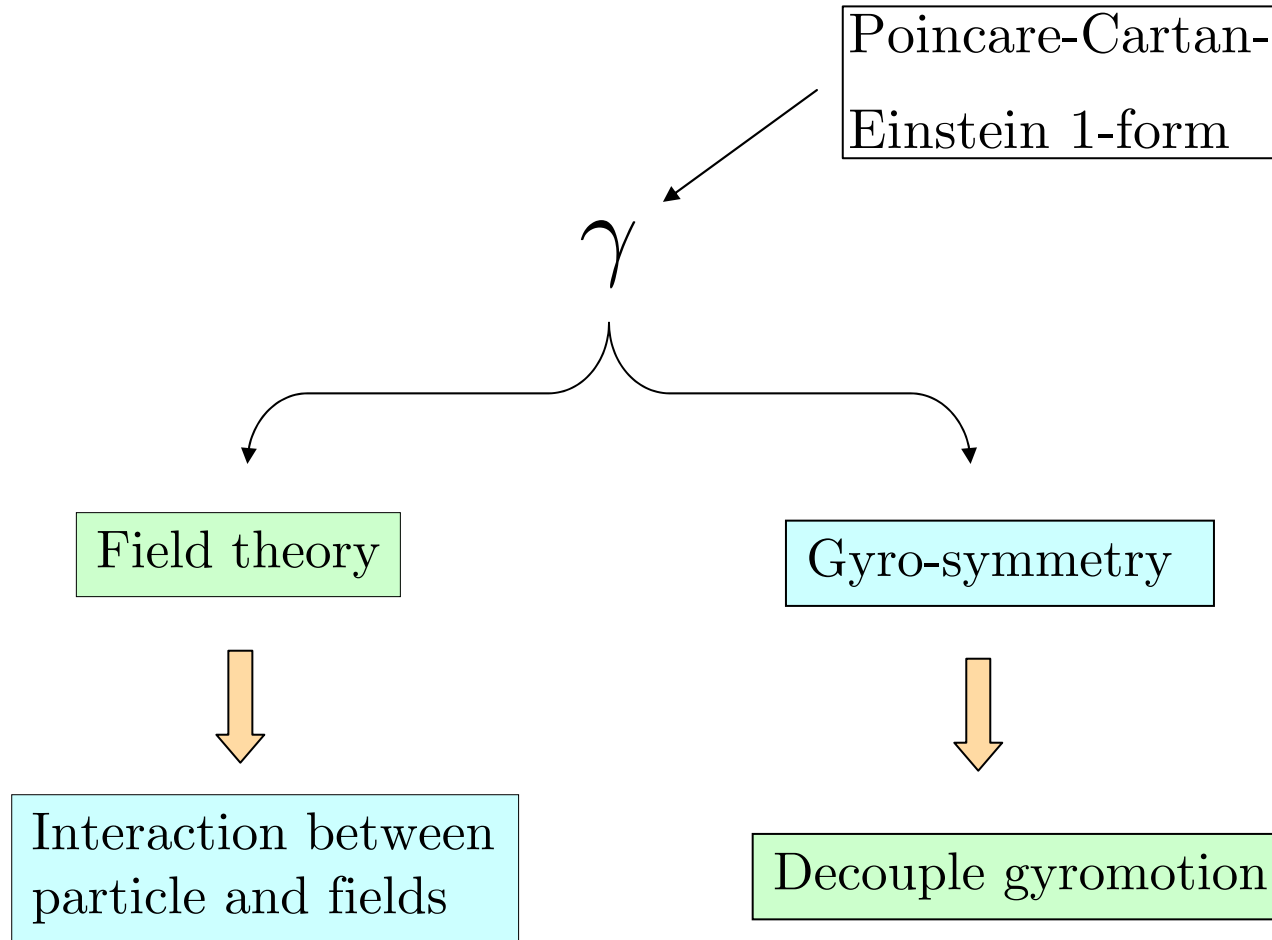 Poincare-Cartan-
Einstein 1-form
γ
Field theory
Gyro-symmetry
Interaction between
particle and fields
Decouple gyromotion